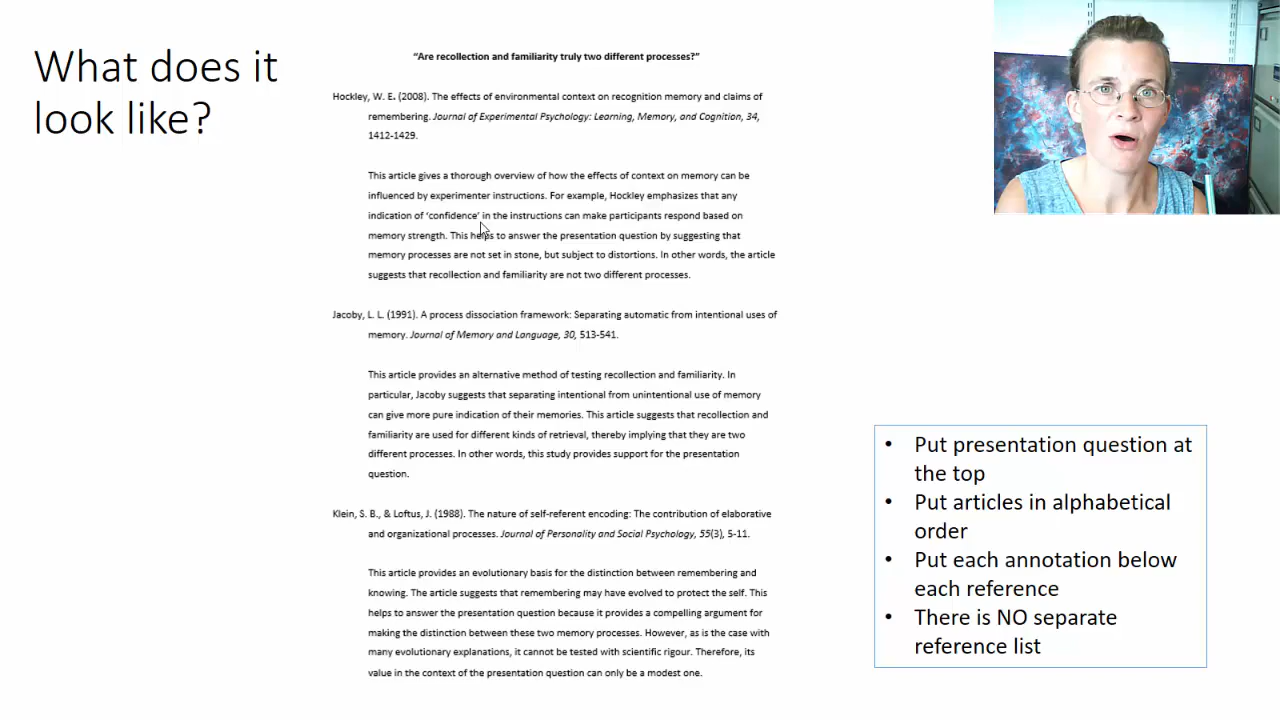 What does it
look like?
“Are recollection and familiarity truly two different processes?”
Hockley, W. E. (2008). The effects of environmental context on recognition memory and claims of
remembering. Journal of Experimental Psychology: Learning, Memory, and Cognition, 34,
1412-1429.
This article gives a thorough overview of how the effects of context on memory can be
influenced by experimenter instructions. For example, Hockley emphasizes that any
indication of ‘confidence’ in the instructions can make participants respond based on
memory strength. This helps to answer the presentation question by suggesting that
memory processes are not set in stone, but subject to distortions. In other words, the article
suggests that recollection and familiarity are not two different processes.
Jacoby, L. L. (1991). A process dissociation framework: Separating automatic from intentional uses of
memory. Journal of Memory and Language, 30, 513-541.
This article provides an alternative method of testing recollection and familiarity. In
particular, Jacoby suggests that separating intentional from unintentional use of memory
can give more pure indication of their memories. This article suggests that recollection and
familiarity are used for different kinds of retrieval, thereby implying that they are two
different processes. In other words, this study provides support for the presentation
question.
Klein, S. B., & Loftus, J. (1988). The nature of self-referent encoding: The contribution of elaborative
and organizational processes. Journal of Personality and Social Psychology, 55(3), 5-11.
This article provides an evolutionary basis for the distinction between remembering and
knowing. The article suggests that remembering may have evolved to protect the self. This
helps to answer the presentation question because it provides a compelling argument for
making the distinction between these two memory processes. However, as is the case with
many evolutionary explanations, it cannot be tested with scientific rigour. Therefore, its
value in the context of the presentation question can only be a modest one.
• Put presentation question at
the top
• Put articles in alphabetical
order
• Put each annotation below
each reference
• There is NO separate
reference list